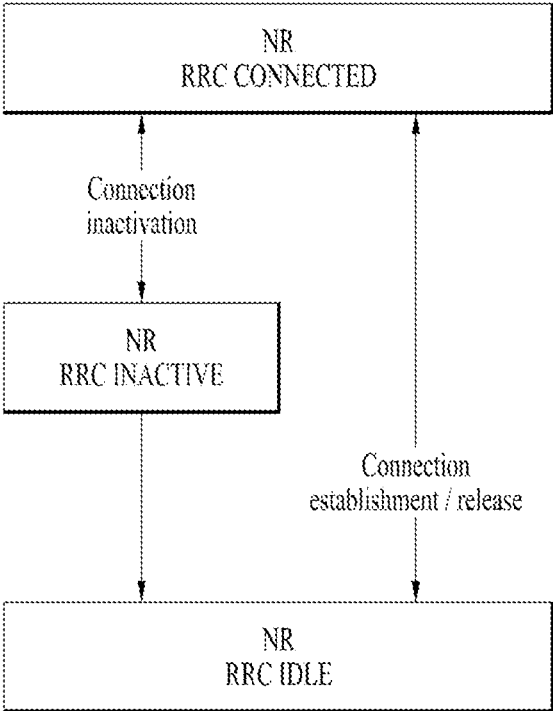 NR
RRC CONNECTED
Connection
inactivation
NR
RRC INACTIVE
Connection
establishment / release
NR
RRC IDLE